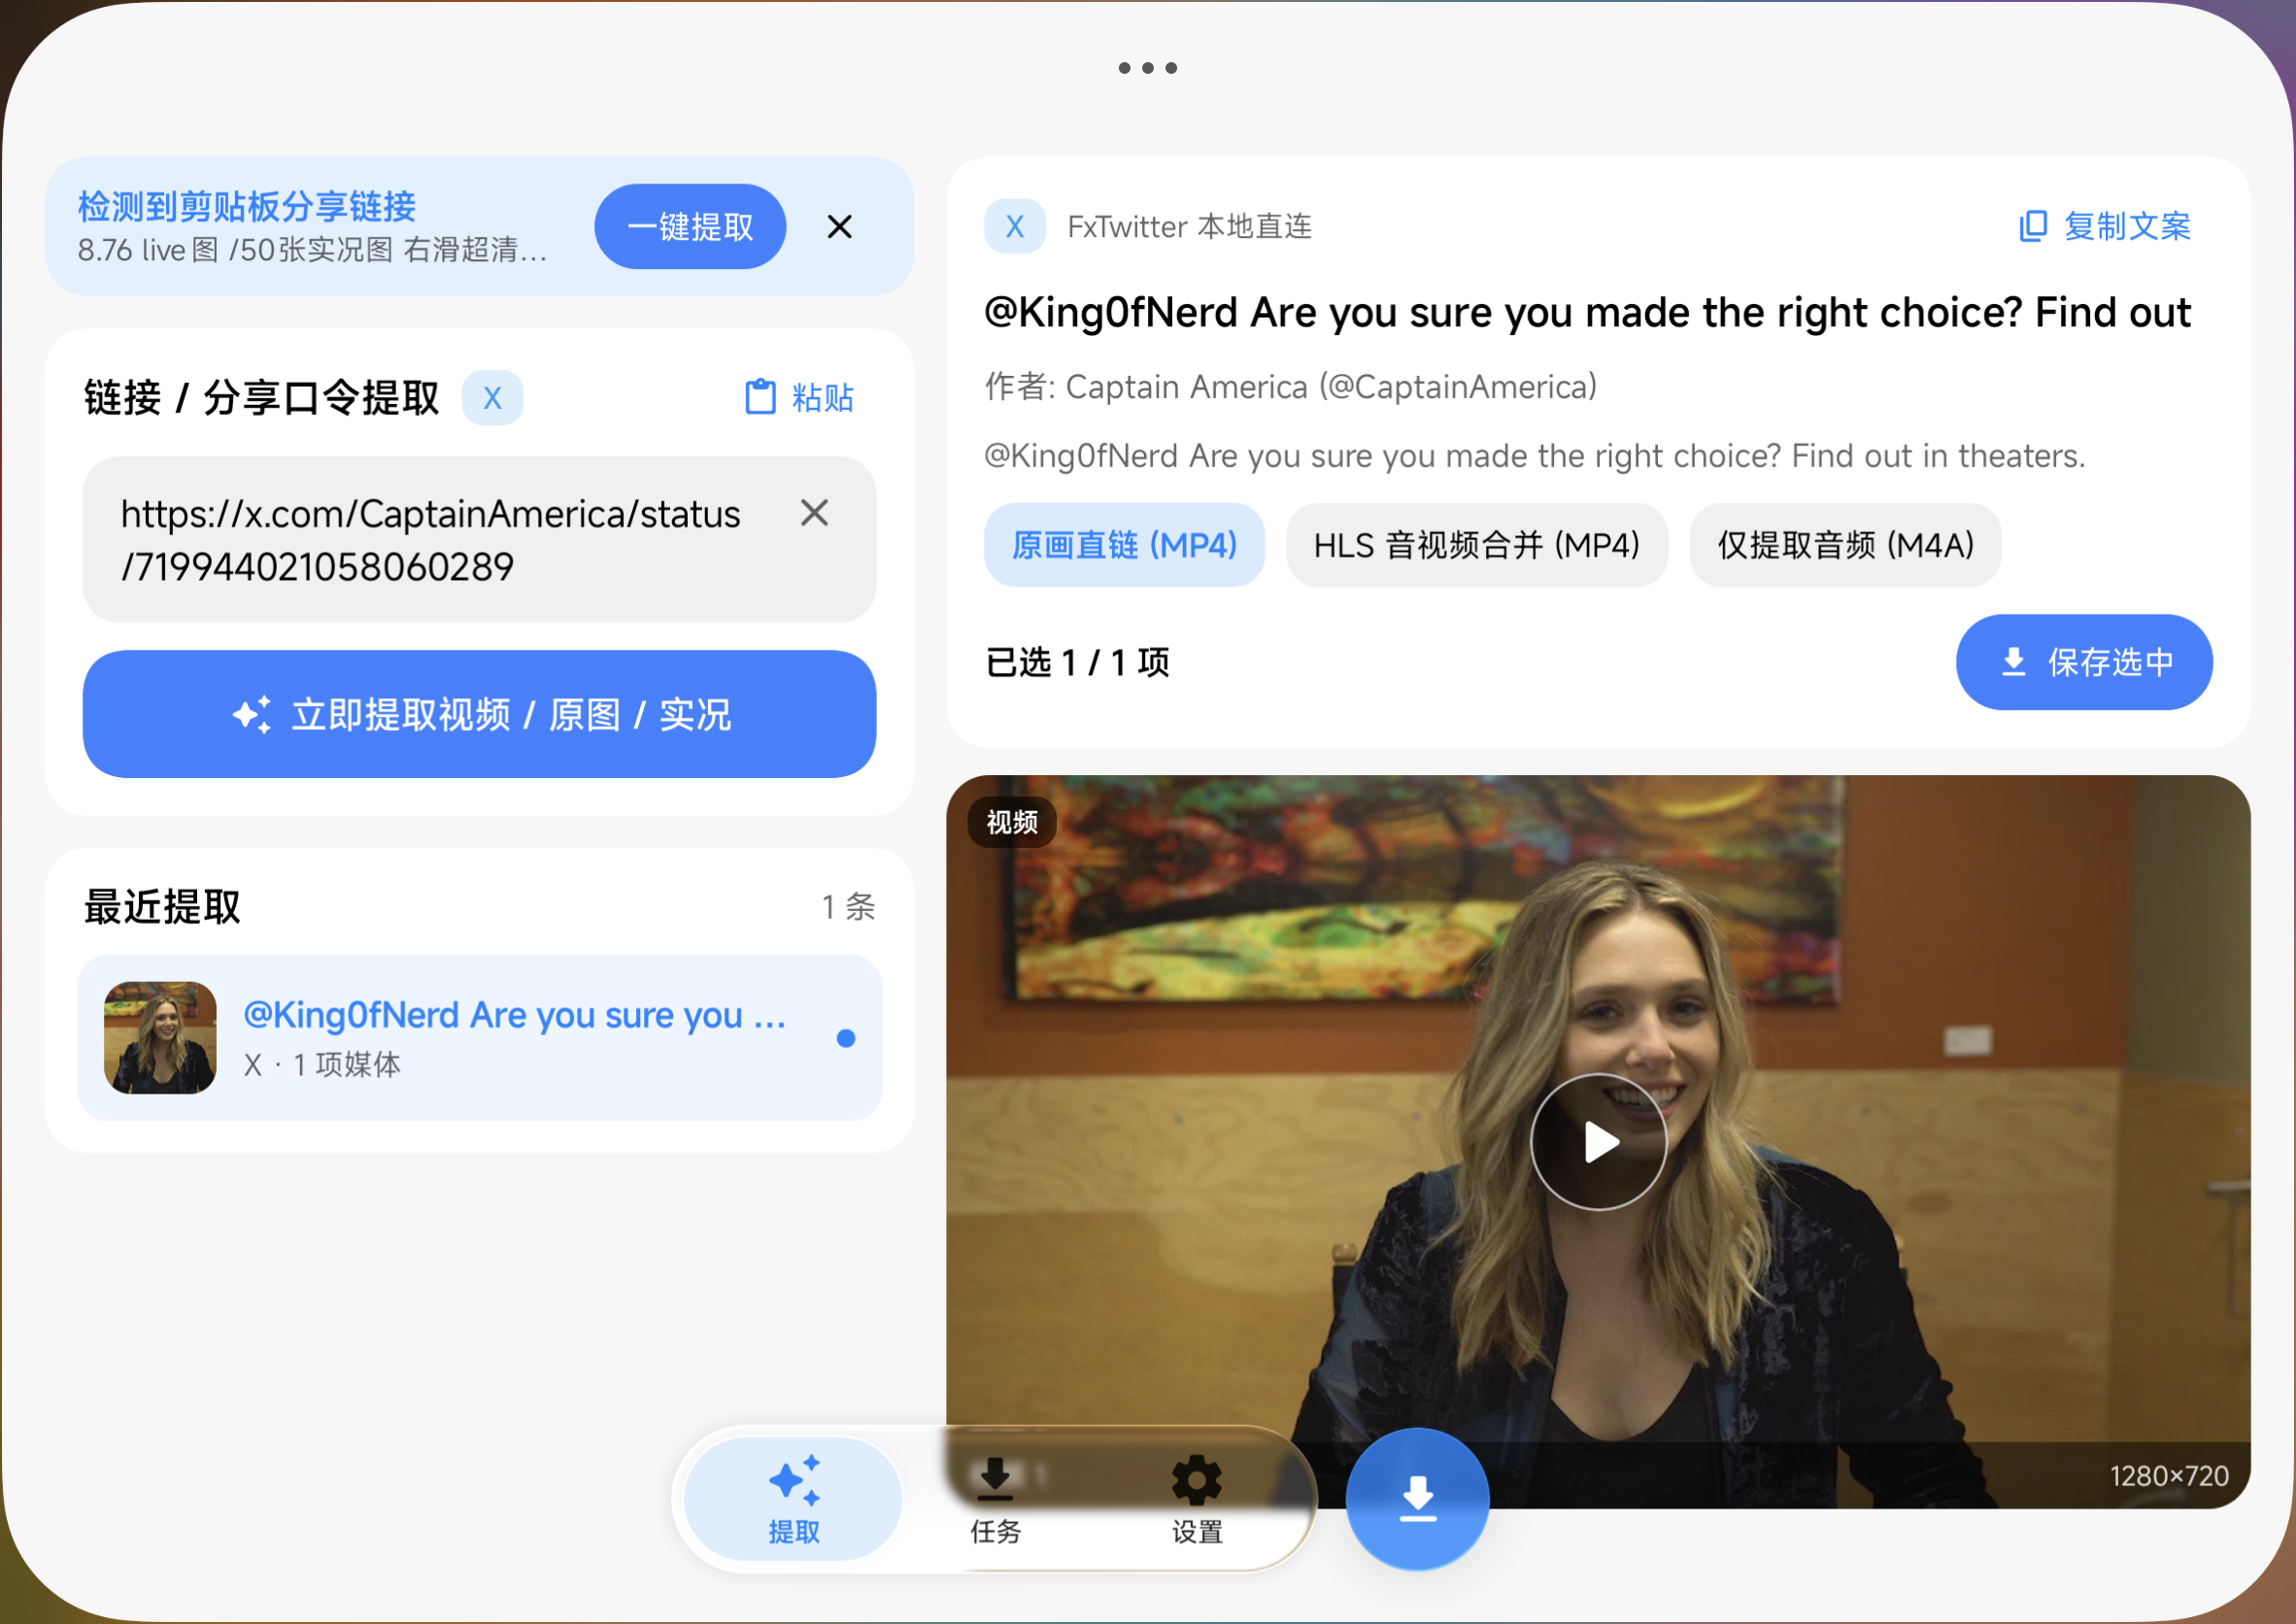 检测到剪贴板分享链接
8.76 live图 /50张实况图 右滑超清...
一键提取
链接 / 分享口令提取
X
粘贴
https://x.com/CaptainAmerica/status
/719944021058060289
立即提取视频 / 原图 / 实况
最近提取
1 条
@King0fNerd Are you sure you ...
X · 1 项媒体
X
FxTwitter 本地直连
复制文案
@King0fNerd Are you sure you made the right choice? Find out
作者: Captain America (@CaptainAmerica)
@King0fNerd Are you sure you made the right choice? Find out in theaters.
原画直链 (MP4)
HLS 音视频合并 (MP4)
仅提取音频 (M4A)
已选 1 / 1 项
保存选中
视频
1280×720
提取
任务
设置